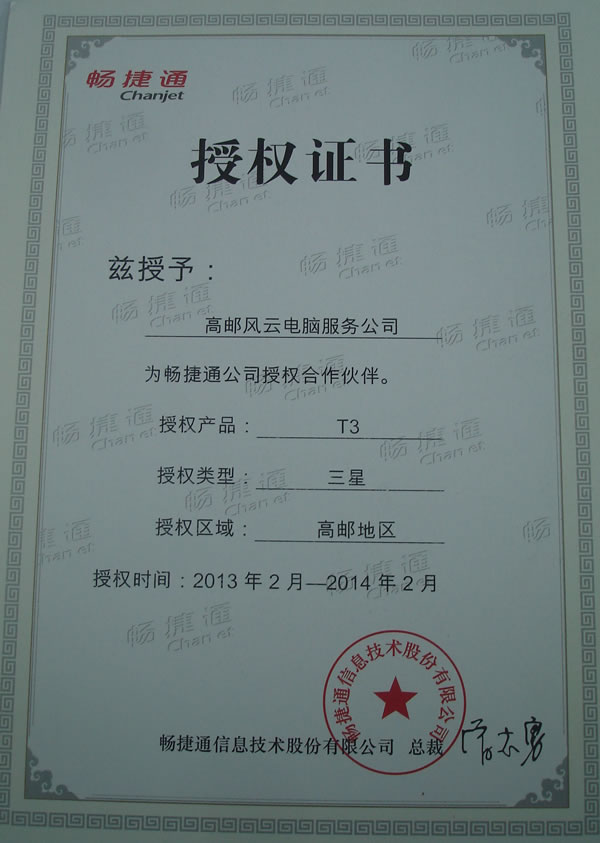 畅捷通
Chanjet
授权证书
兹授予：
高邮风云电脑服务公司
为畅捷通公司授权合作伙伴。
授权产品： T3
授权类型： 三星
授权区域： 高邮地区
授权时间：2013 年 2 月—2014 年 2 月
畅捷通信息技术股份有限公司
畅捷通信息技术股份有限公司 总裁